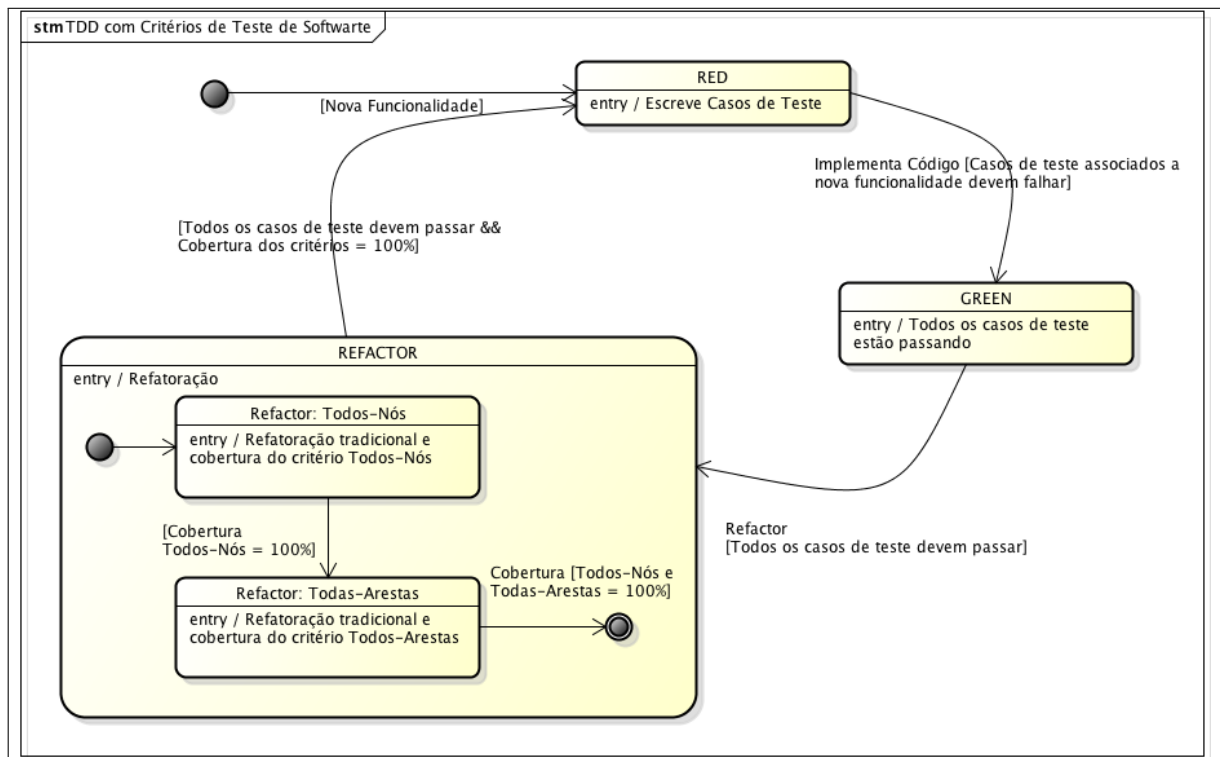 stm TDD com Critérios de Teste de Softwarte
RED
entry / Escreve Casos de Teste
[Nova Funcionalidade]
Implementa Código [Casos de teste associados a
nova funcionalidade devem falhar]
[Todos os casos de teste devem passar &&
Cobertura dos critérios = 100%]
GREEN
entry / Todos os casos de teste
estão passando
REFACTOR
entry / Refatoração
Refactor: Todos-Nós
entry / Refatoração tradicional e
cobertura do critério Todos-Nós
[Cobertura
Todos-Nós = 100%]
Refactor
[Todos os casos de teste devem passar]
Cobertura [Todos-Nós e
Todas-Arestas = 100%]
Refactor: Todas-Arestas
entry / Refatoração tradicional e
cobertura do critério Todos-Arestas